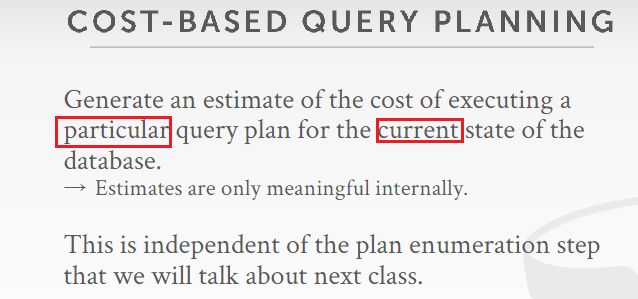 COST-BASED QUERY PLANNING
Generate an estimate of the cost of executing a
particular query plan for the current state of the
database.
→ Estimates are only meaningful internally.
This is independent of the plan enumeration step
that we will talk about next class.